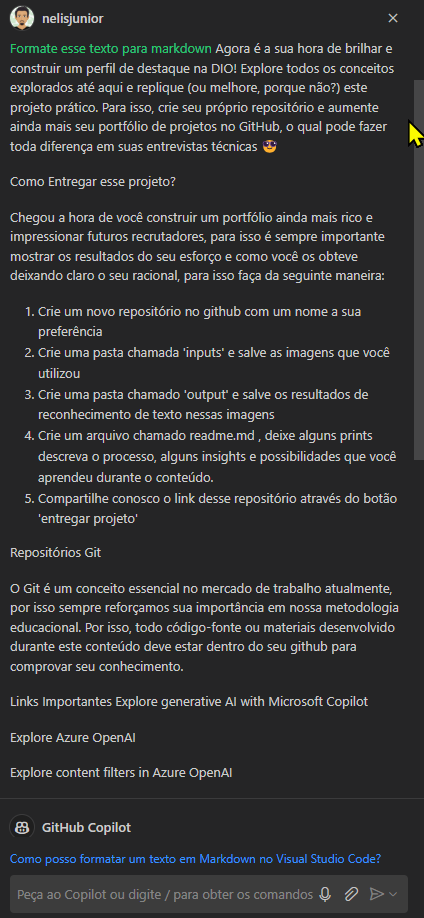 nelisjunior
Formate esse texto para markdown Agora é a sua hora de brilhar e
construir um perfil de destaque na DIO! Explore todos os conceitos
explorados até aqui e replique (ou melhore, porque não?) este
projeto prático. Para isso, crie seu próprio repositório e aumente
ainda mais seu portfólio de projetos no GitHub, o qual pode fazer
toda diferença em suas entrevistas técnicas 😎
Como Entregar esse projeto?
Chegou a hora de você construir um portfólio ainda mais rico e
impressionar futuros recrutadores, para isso é sempre importante
mostrar os resultados do seu esforço e como você os obteve
deixando claro o seu racional, para isso faça da seguinte maneira:
1. Crie um novo repositório no github com um nome a sua
preferência
2. Crie uma pasta chamada 'inputs' e salve as imagens que você
utilizou
3. Crie uma pasta chamado 'output' e salve os resultados de
reconhecimento de texto nessas imagens
4. Crie um arquivo chamado readme.md , deixe alguns prints
descreva o processo, alguns insights e possibilidades que você
aprendeu durante o conteúdo.
5. Compartilhe conosco o link desse repositório através do botão
'entregar projeto'
Repositórios Git
O Git é um conceito essencial no mercado de trabalho atualmente,
por isso sempre reforçamos sua importância em nossa metodologia
educacional. Por isso, todo código-fonte ou materiais desenvolvido
durante este conteúdo deve estar dentro do seu github para
comprovar seu conhecimento.
Links Importantes Explore generative AI with Microsoft Copilot
Explore Azure OpenAI
Explore content filters in Azure OpenAI
GitHub Copilot
Como posso formatar um texto em Markdown no Visual Studio Code?
Peça ao Copilot ou digite / para obter os comandos